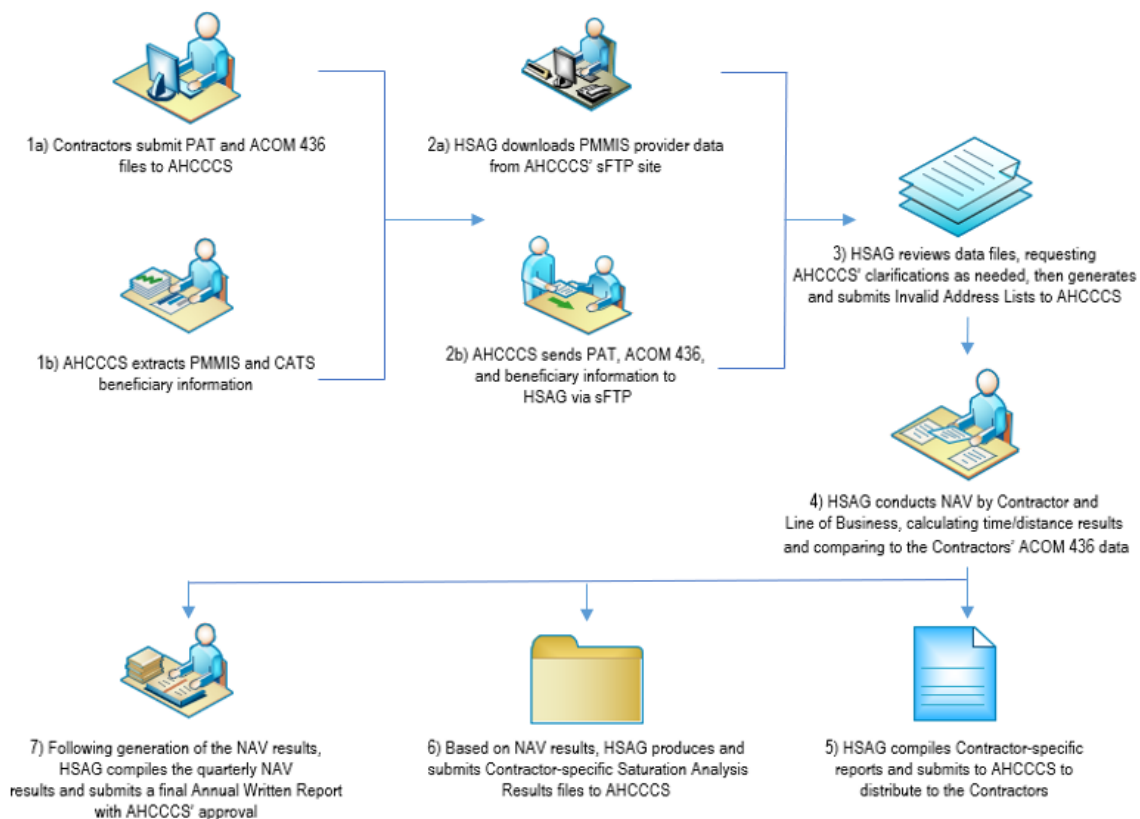 1a) Contractors submit PAT and ACOM 436
files to AHCCCS
2a) HSAG downloads PMMIS provider data
from AHCCCS' sFTP site
1b) AHCCCS extracts PMMIS and CATS
beneficiary information
2b) AHCCCS sends PAT, ACOM 436,
and beneficiary information to
HSAG via sFTP
3) HSAG reviews data files, requesting
AHCCCS' clarifications as needed, then generates
and submits Invalid Address Lists to AHCCCS
4) HSAG conducts NAV by Contractor and
Line of Business, calculating time/distance results
and comparing to the Contractors' ACOM 436 data
7) Following generation of the NAV results,
HSAG compiles the quarterly NAV
results and submits a final Annual Written Report
with AHCCCS' approval
6) Based on NAV results, HSAG produces and
submits Contractor-specific Saturation Analysis
Results files to AHCCCS
5) HSAG compiles Contractor-specific
reports and submits to AHCCCS to
distribute to the Contractors